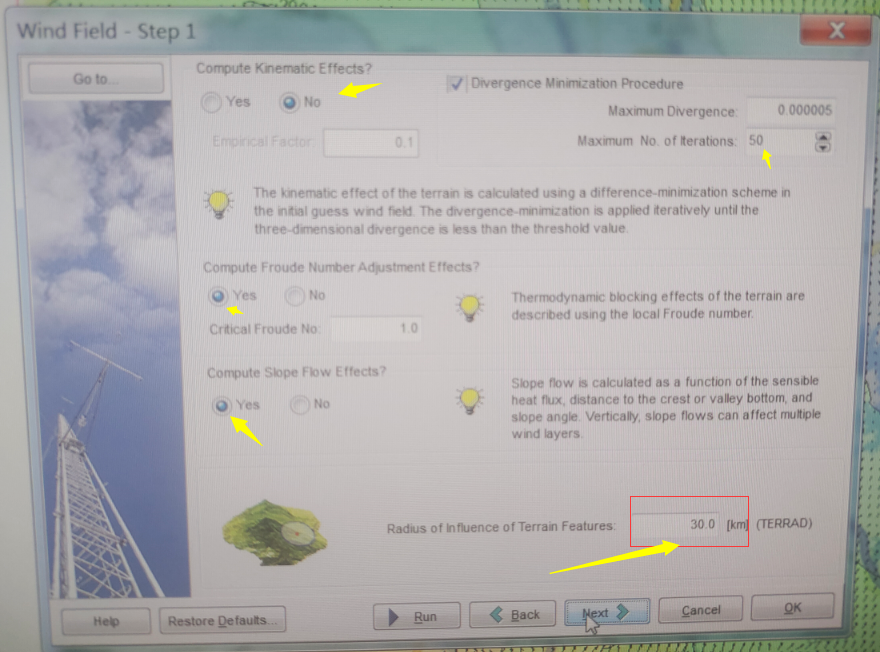 Wind Field - Step 1
Go to...
Compute Kinematic Effects?
Yes
No
Empirical Factor:
0.1
Divergence Minimization Procedure
Maximum Divergence:
0.000005
Maximum No. of Iterations:
50
The kinematic effect of the terrain is calculated using a difference-minimization scheme in
the initial guess wind field. The divergence-minimization is applied iteratively until the
three-dimensional divergence is less than the threshold value.
Compute Froude Number Adjustment Effects?
Yes
No
Critical Froude No:
1.0
Thermodynamic blocking effects of the terrain are
described using the local Froude number.
Compute Slope Flow Effects?
Yes
No
Slope flow is calculated as a function of the sensible
heat flux, distance to the crest or valley bottom, and
slope angle. Vertically, slope flows can affect multiple
wind layers.
Radius of Influence of Terrain Features:
30.0
[km]
(TERRAD)
Help
Restore Defaults...
Run
Back
Next
Cancel
OK